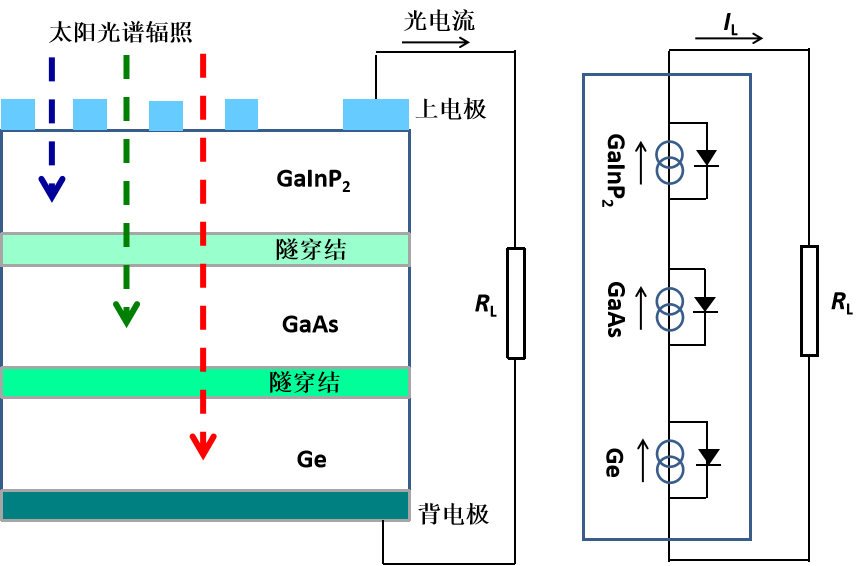 太阳光谱辐照
光电流
上电极
GaInP2
隧穿结
GaAs
隧穿结
Ge
背电极
RL
IL
GaInP2
GaAs
Ge
RL